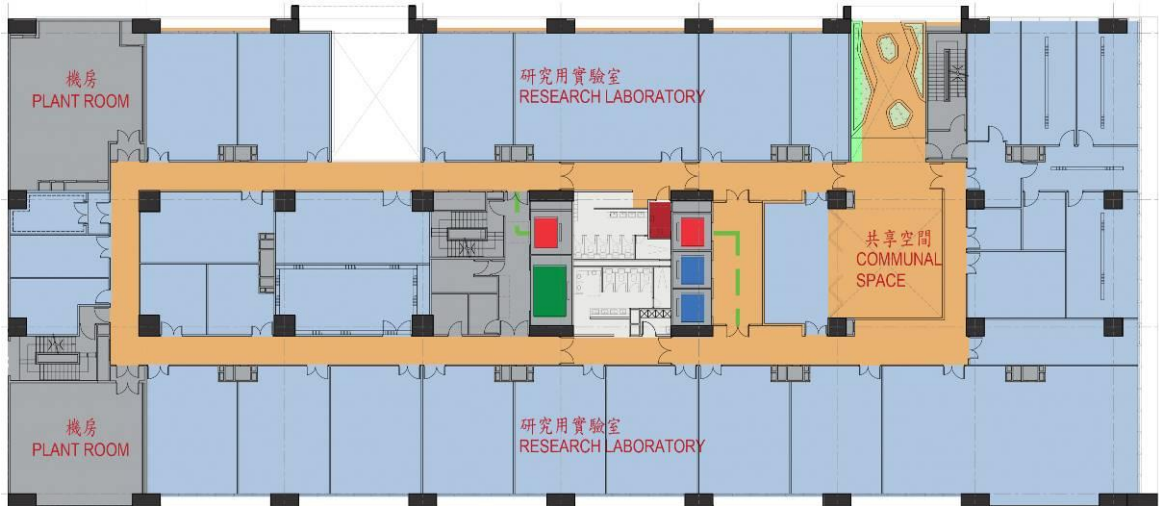 機房
PLANT ROOM
研究用實驗室
RESEARCH LABORATORY
共享空間
COMMUNAL
SPACE
機房
PLANT ROOM
研究用實驗室
RESEARCH LABORATORY